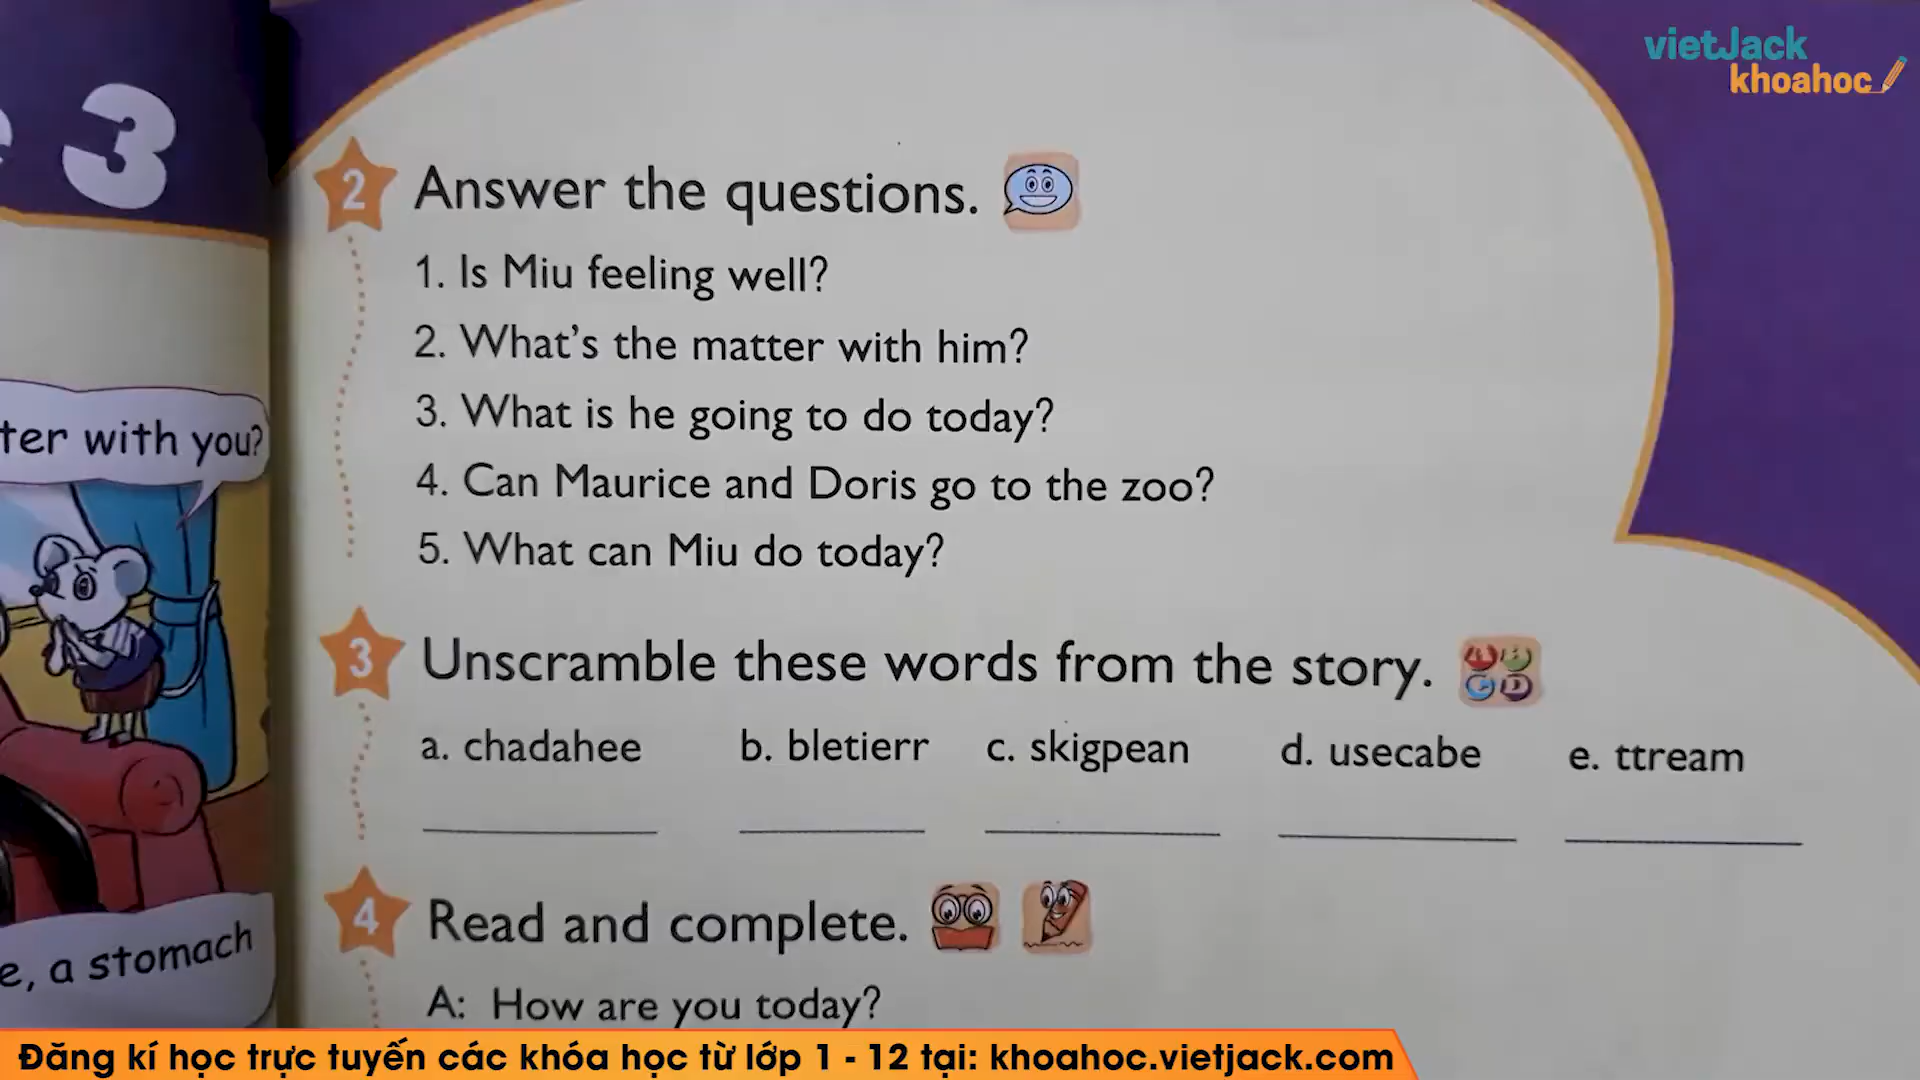 vietJack
khoahoc
3
2 Answer the questions.
1. Is Miu feeling well?
2. What's the matter with him?
3. What is he going to do today?
4. Can Maurice and Doris go to the zoo?
5. What can Miu do today?
ter with you?
3 Unscramble these words from the story.
A B C D
a. chadahee b. bletierr c. skigpean d. usecabe e. ttream
4 Read and complete.
e, a stomach
A: How are you today?
Đăng kí học trực tuyến các khóa học từ lớp 1 - 12 tại: khoahoc.vietjack.com